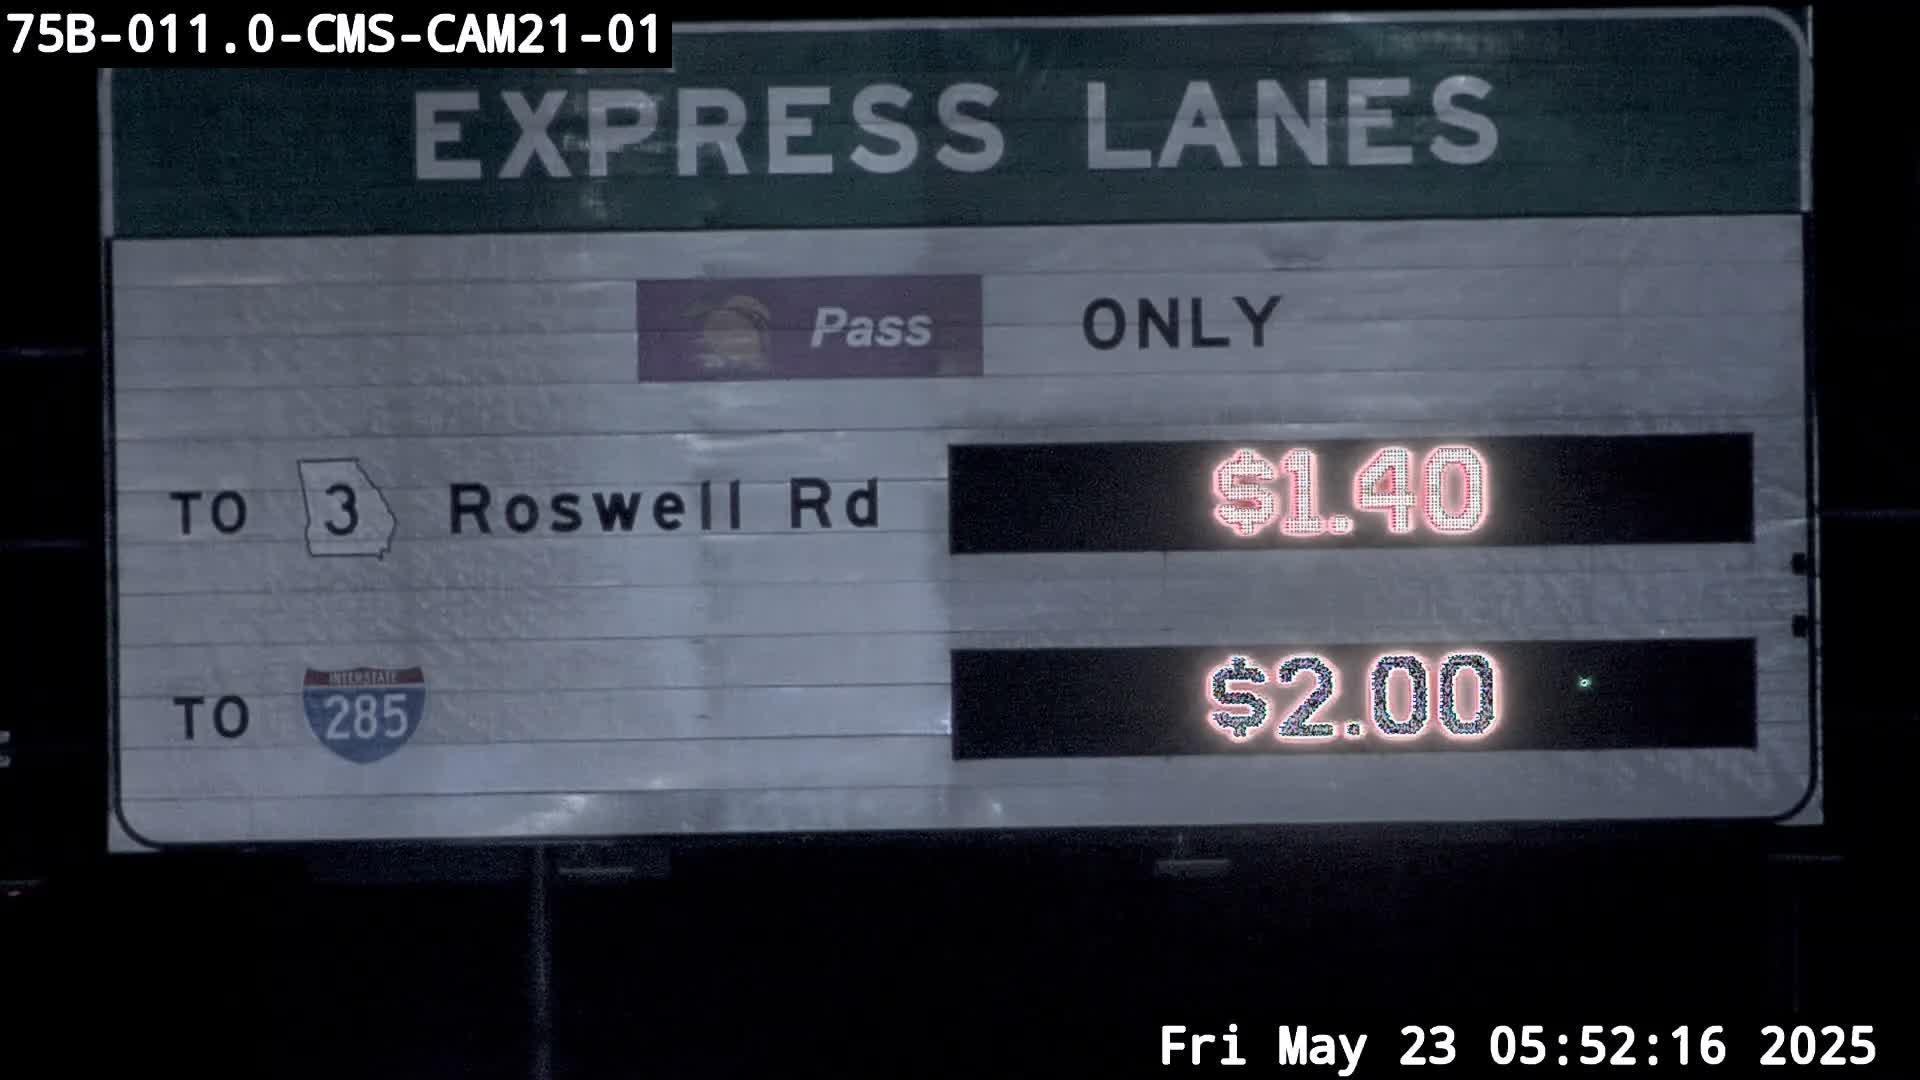 75B-011.0-CMS-CAM21-01
EXPRESS LANES
Pass ONLY
TO 3 Roswell Rd $1.40
INTERSTATE
TO 285 $2.00
Fri May 23 05:52:16 2025